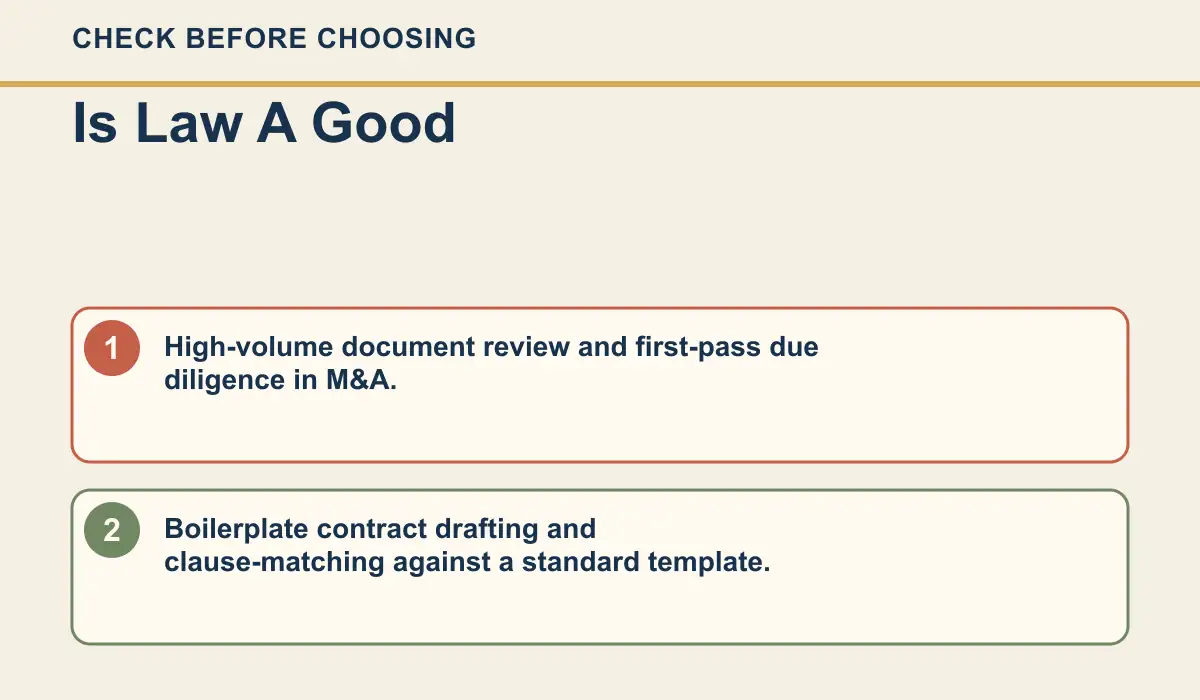 CHECK BEFORE CHOOSING
Is Law A Good
1
High-volume document review and first-pass due
diligence in M&A.
2
Boilerplate contract drafting and
clause-matching against a standard template.